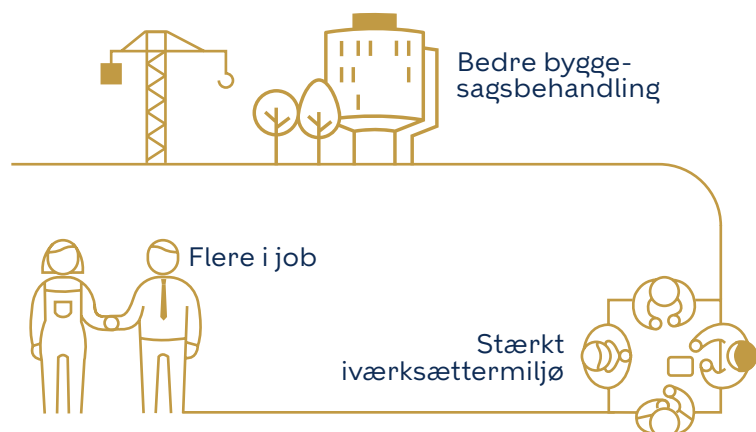 Bedre bygge-
sagsbehandling
Flere i job
Stærkt
iværksættermiljø